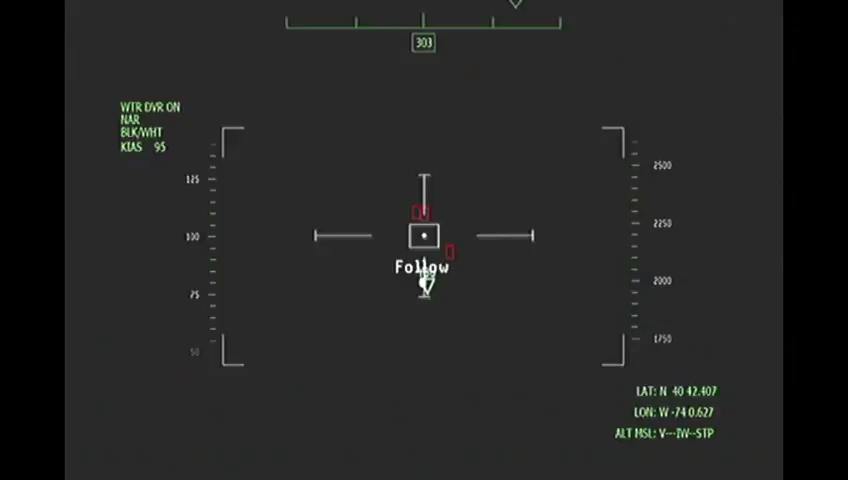 303
WTR DVR ON
NAR
BLK/WHT
KIAS 95
125
100
75
50
2500
2250
2000
1750
Follow
LAT: N 40 42.407
LON: W -74 0.627
ALT MSL: V---IW--STP